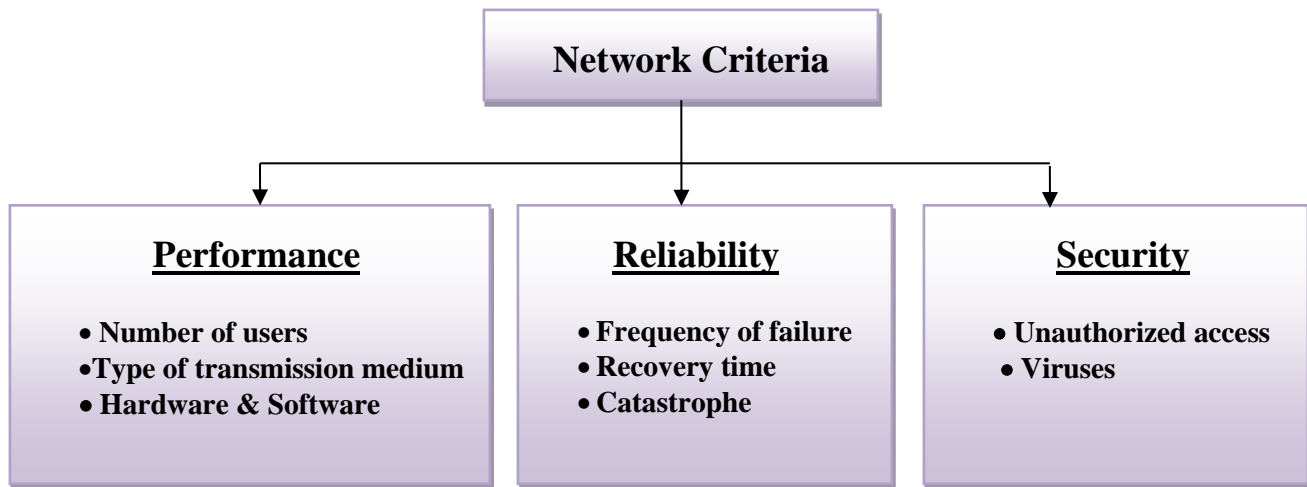 Network Criteria
Performance
• Number of users
•Type of transmission medium
• Hardware & Software
Reliability
• Frequency of failure
• Recovery time
• Catastrophe
Security
• Unauthorized access
• Viruses